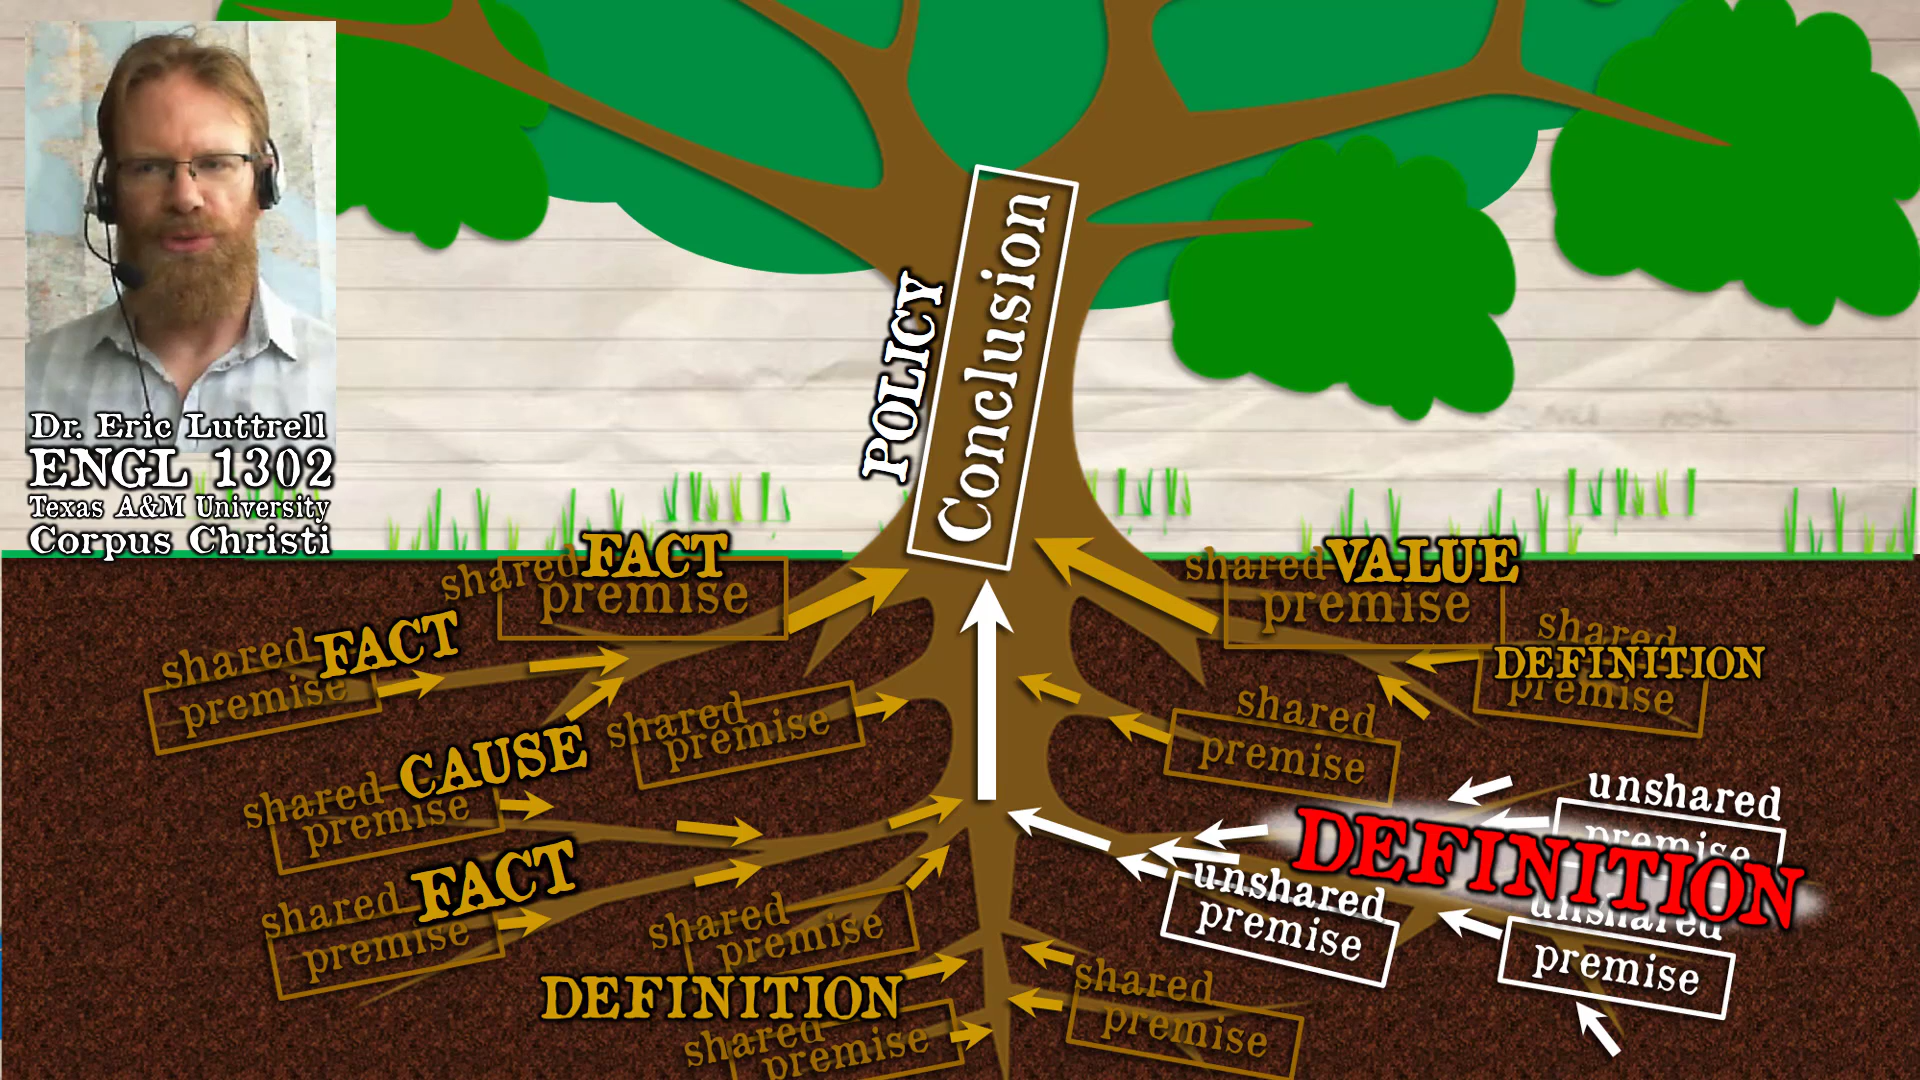 Dr. Eric Luttrell
ENGL 1302
Texas A&M University
Corpus Christi
POLICY
Conclusion
shared FACT
premise
shared VALUE
premise
shared FACT
premise
shared
DEFINITION
premise
shared
premise
shared
premise
shared CAUSE
premise
unshared
premise
DEFINITION
shared FACT
premise
unshared
premise
unshared
premise
shared
premise
DEFINITION
shared
premise
shared
premise